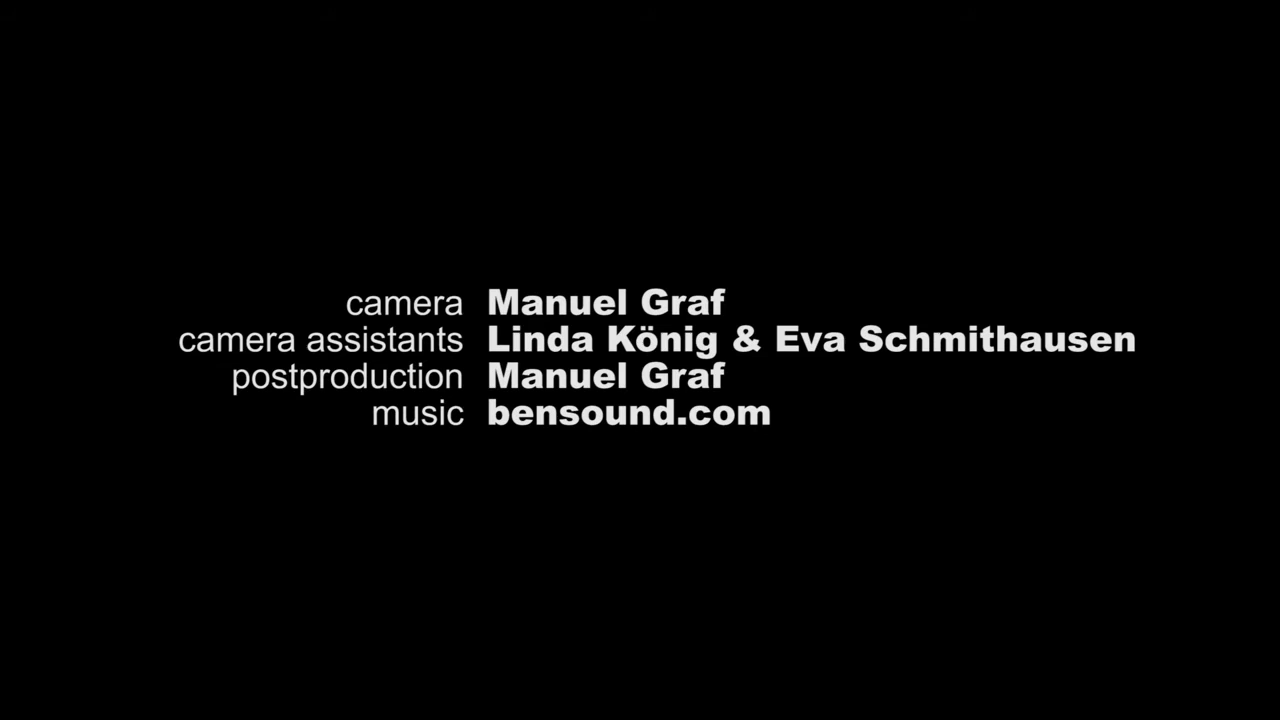 camera Manuel Graf
camera assistants Linda König & Eva Schmithausen
postproduction Manuel Graf
music bensound.com